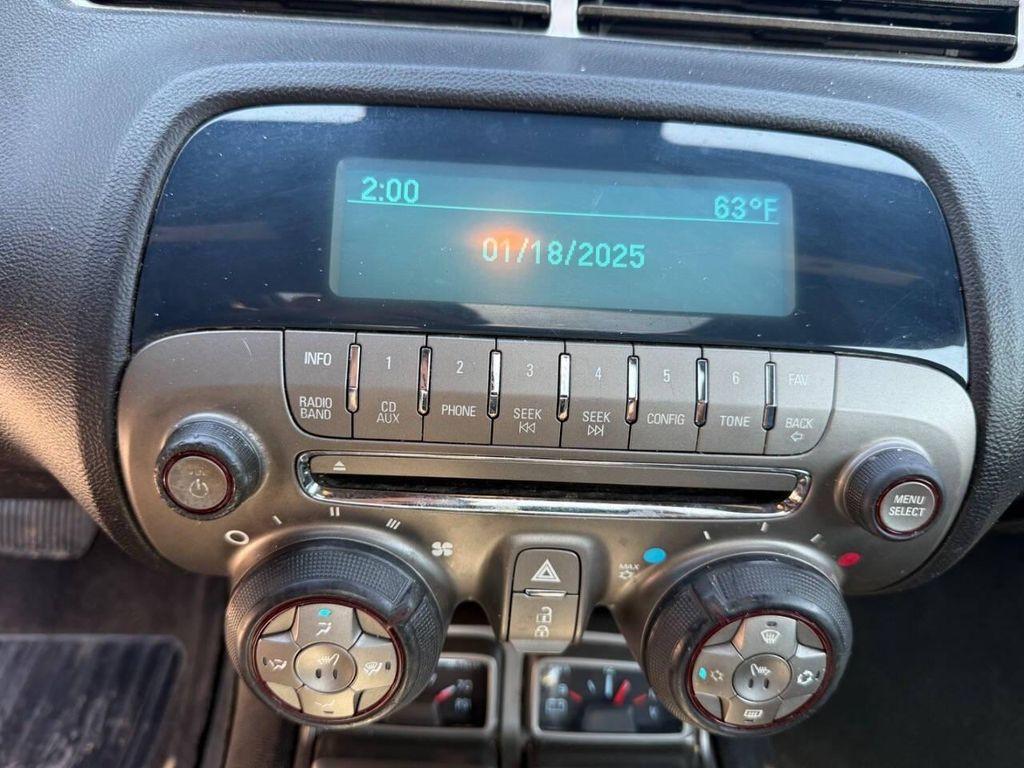 2:00
63°F
01/18/2025
INFO
1
2
3
4
5
6
FAV
RADIO
BAND
CD
AUX
PHONE
SEEK
SEEK
CONFIG
TONE
BACK
MENU
SELECT
MAX